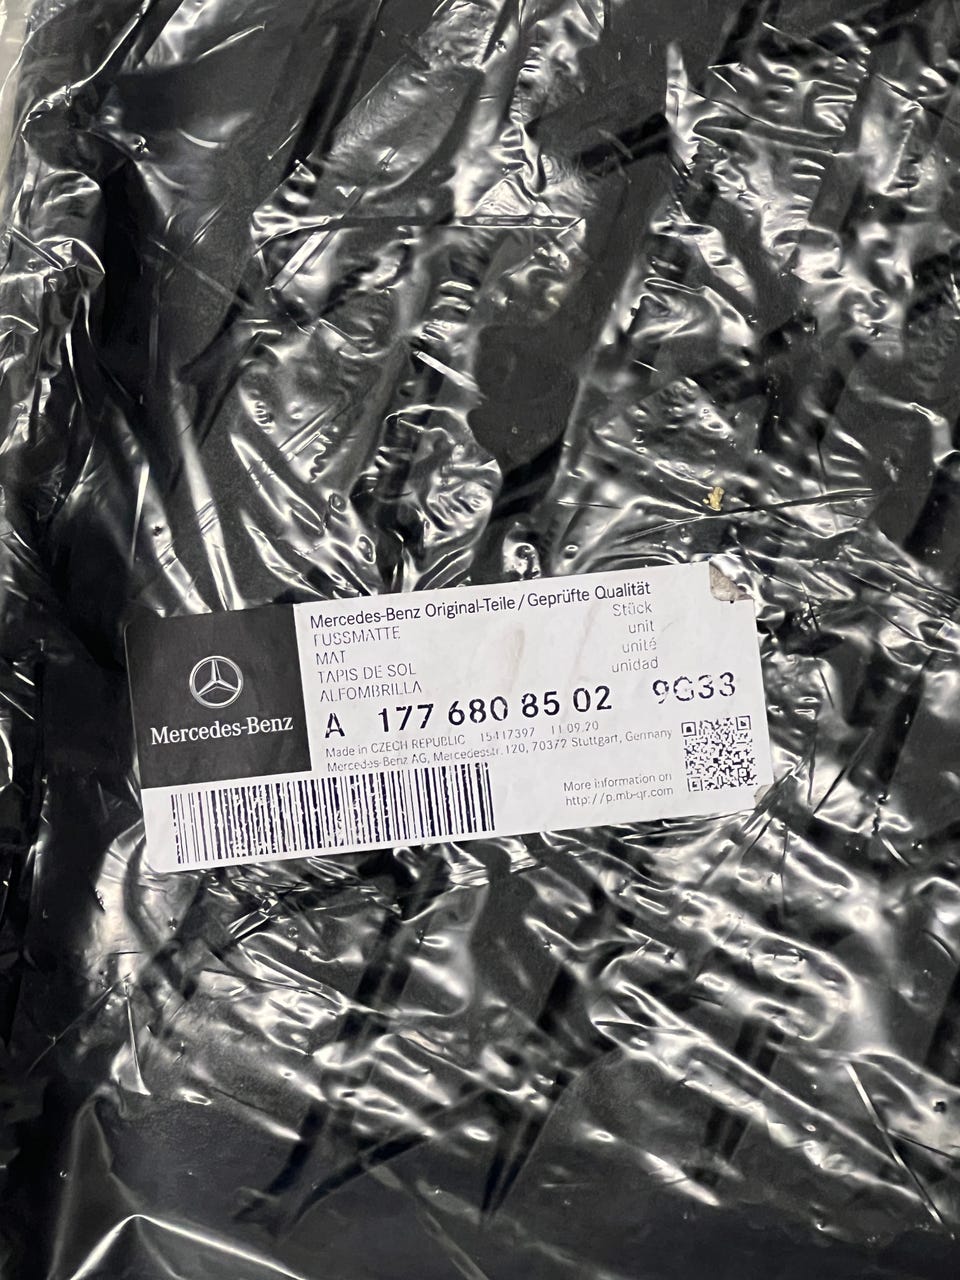 Mercedes-Benz
Mercedes-Benz Original-Teile / Geprüfte Qualität
FUSSMATTE Stück
MAT unit
TAPIS DE SOL unité
ALFOMBRILLA unidad
A 177 680 85 02 9G33
Made in CZECH REPUBLIC 15417397 11.09.20
Mercedes-Benz AG, Mercedesstr. 120, 70372 Stuttgart, Germany
More information on
http://p.mb-qr.com